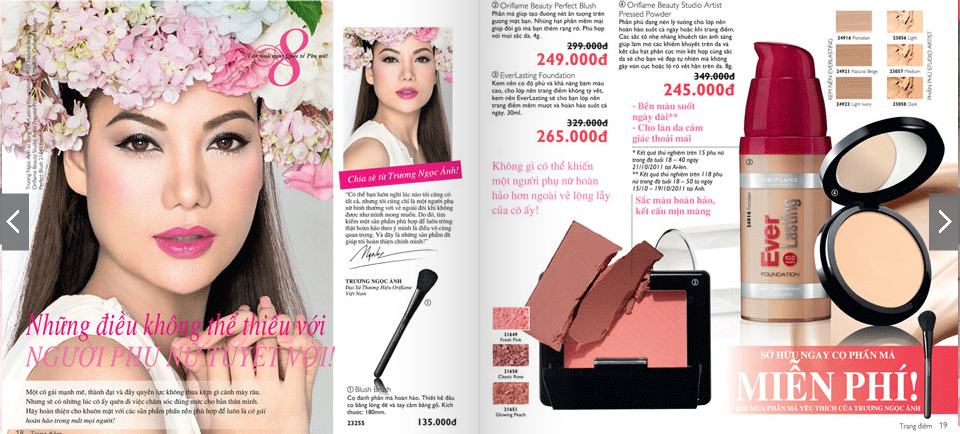 8
Chia sẻ từ Trương Ngọc Ánh!
"Có thể bạn luôn nghĩ lúc nào tôi cũng có
tất cả, nhưng tôi cũng chỉ là một người phụ
nữ bình thường với vẻ ngoài đôi khi không
được như mình mong muốn. Do đó, tìm
kiếm một sản phẩm phù hợp để luôn trông
thật hoàn hảo theo ý mình là điều vô cùng
quan trọng. Và đây là những sản phẩm đã
giúp tôi hoàn thiện chính mình!"
TRƯƠNG NGỌC ÁNH
Đại Sứ Thương Hiệu Oriflame
Việt Nam
①
Những điều không thể thiếu với
NGƯỜI PHỤ NỮ TUYỆT VỜI!
Một cô gái mạnh mẽ, thành đạt và đầy quyền lực không thua kém gì cánh mày râu.
Nhưng sẽ có những lúc cô ấy quên đi việc chăm sóc đúng mực cho bản thân mình.
Hãy hoàn thiện cho khuôn mặt với các sản phẩm phấn nền phù hợp để luôn là cô gái
hoàn hảo trong mắt mọi người!
18 Trang điểm
① Blush Brush
Cọ đánh phấn má hoàn hảo. Thiết kế đầu
cọ bằng lông dê và tay cầm bằng gỗ. Kích
thước: 180mm.
23255 135.000đ
② Oriflame Beauty Perfect Blush
Phấn má giúp tạo đường nét ấn tượng trên
gương mặt bạn. Những hạt phấn mềm mại
giúp đôi gò má bạn thêm rạng rỡ. Phù hợp
với mọi sắc da. 4g.
299.000đ
249.000đ
③ EverLasting Foundation
Kem nền có độ phủ và khả năng bám màu
cao, cho lớp nền trang điểm không tỳ vết,
kem nền EverLasting sẽ cho bạn lớp nền
trang điểm mềm mượt và hoàn hảo suốt cả
ngày. 30ml.
329.000đ
265.000đ
Không gì có thể khiến
một người phụ nữ hoàn
hảo hơn ngoài vẻ lộng lẫy
của cô ấy!
④ Oriflame Beauty Studio Artist
Pressed Powder
Phấn phủ dạng nén lý tưởng cho lớp nền
hoàn hảo suốt cả ngày hoặc khi trang điểm.
Các sắc tố nhẹ nhàng khuếch tán ánh sáng
giúp làm mờ các khiếm khuyết trên da và
kết cấu hạt phấn cực mịn kết hợp cùng sắc
da sẽ cho bạn vẻ đẹp tự nhiên mà không
gây vón cục hoặc lộ rõ vết hằn trên da. 8g.
349.000đ
245.000đ
- Bền màu suốt
ngày dài**
- Cho làn da cảm
giác thoải mái
* Kết quả thử nghiệm trên 15 phụ nữ
trong độ tuổi 18 – 40 ngày
21/10/2011 tại Ai-len.
** Kết quả thử nghiệm trên 118 phụ
nữ trong độ tuổi 18 – 50 từ ngày
15/10 – 19/10/2011 tại Anh.
Sắc màu hoàn hảo,
kết cấu mịn màng
KEM NỀN EVERLASTING
24916 Porcelain
24921 Natural Beige
24922 Light Ivory
23056 Light
23057 Medium
23058 Dark
PHẤN PHỦ STUDIO ARTIST
③
24916 Porcelain
ORIFLAME
Ever
Lasting
FOUNDATION
④
②
21649
Fresh Pink
21650
Classic Rose
21651
Glowing Peach
①
SỞ HỮU NGAY CỌ PHẤN MÁ
MIỄN PHÍ!
KHI MUA PHẤN MÁ YÊU THÍCH CỦA TRƯƠNG NGỌC ÁNH
Trang điểm 19